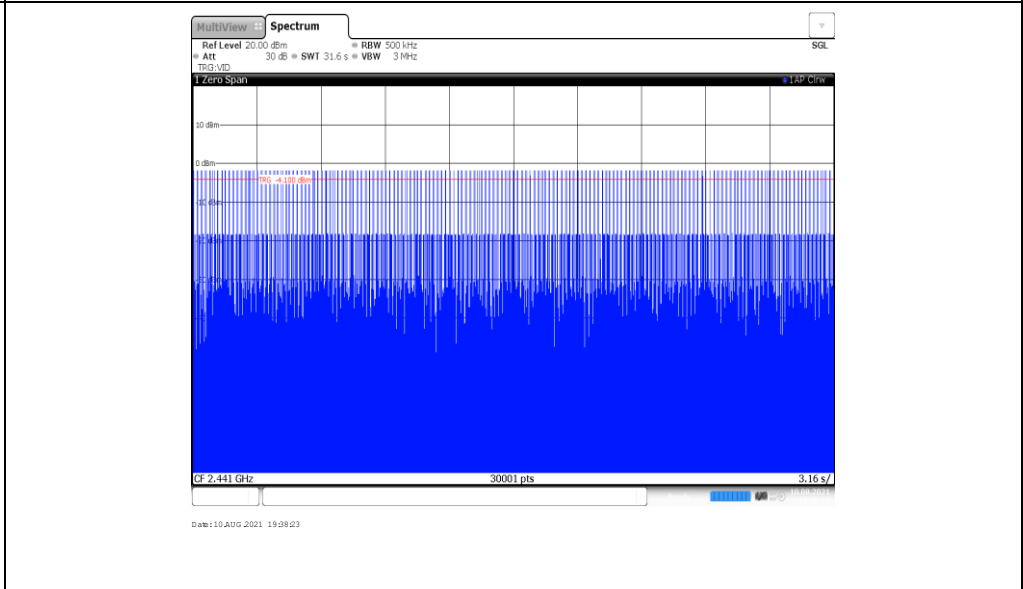 MultiView Spectrum
Ref Level 20.00 dBm RBW 500 kHz SGL
Att 30 dB SWT 31.6 s VBW 3 MHz
TRG:VID
1 Zero Span 1AP Clrw
10 dBm
0 dBm
TRG -4.100 dBm
-10 dBm
CF 2.441 GHz 30001 pts 3.16 s/
Date:10.AUG.2021 19:38:23